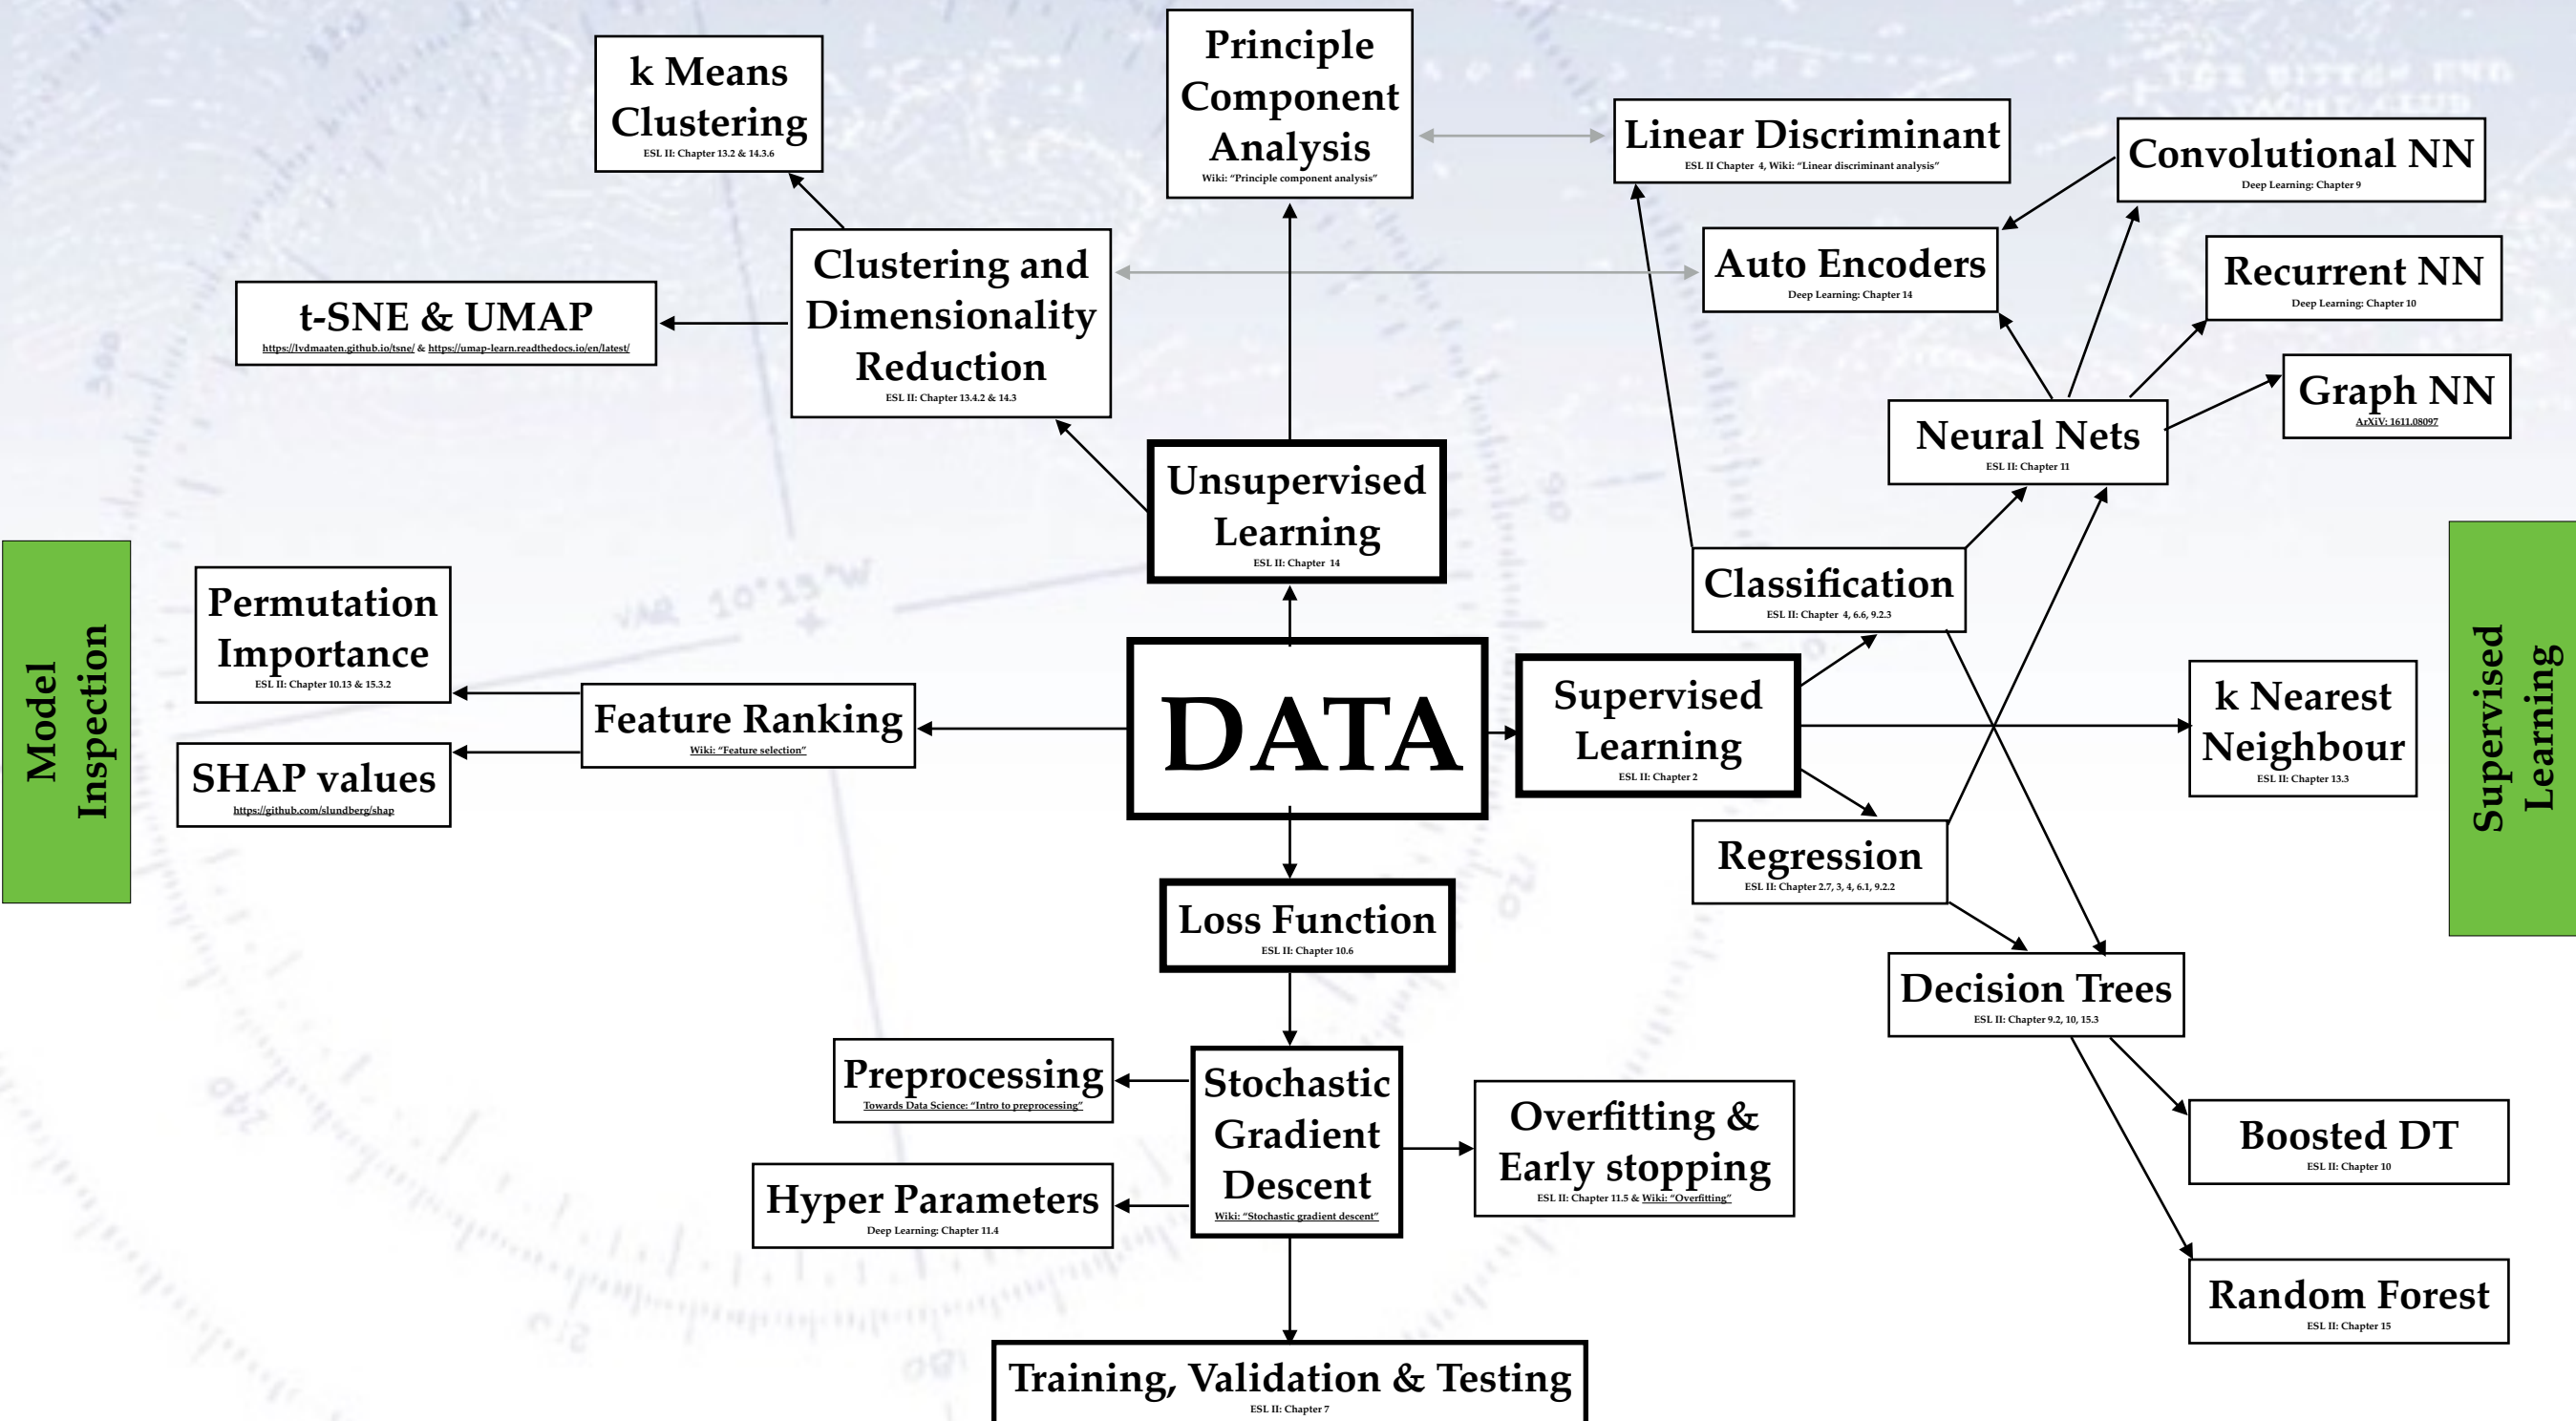 Principle
Component
Analysis
Wiki: “Principle component analysis”
k Means
Clustering
ESL II: Chapter 13.2 & 14.3.6
Linear Discriminant
ESL II Chapter 4, Wiki: “Linear discriminant analysis”
Convolutional NN
Deep Learning: Chapter 9
Clustering and
Dimensionality
Reduction
ESL II: Chapter 13.4.2 & 14.3
Auto Encoders
Deep Learning: Chapter 14
Recurrent NN
Deep Learning: Chapter 10
t-SNE & UMAP
https://lvdmaaten.github.io/tsne/ & https://umap-learn.readthedocs.io/en/latest/
Graph NN
ArXiV: 1611.08097
Neural Nets
ESL II: Chapter 11
Unsupervised
Learning
ESL II: Chapter 14
Model
Inspection
Permutation
Importance
ESL II: Chapter 10.13 & 15.3.2
VAR 10°15'W
Classification
ESL II: Chapter 4, 6.6, 9.2.3
Supervised
Learning
Feature Ranking
Wiki: “Feature selection”
DATA
Supervised
Learning
ESL II: Chapter 2
k Nearest
Neighbour
ESL II: Chapter 13.3
SHAP values
https://github.com/slundberg/shap
Regression
ESL II: Chapter 2.7, 3, 4, 6.1, 9.2.2
Loss Function
ESL II: Chapter 10.6
Decision Trees
ESL II: Chapter 9.2, 10, 15.3
Preprocessing
Towards Data Science: “Intro to preprocessing”
Stochastic
Gradient
Descent
Wiki: “Stochastic gradient descent”
Overfitting &
Early stopping
ESL II: Chapter 11.5 & Wiki: “Overfitting”
Boosted DT
ESL II: Chapter 10
Hyper Parameters
Deep Learning: Chapter 11.4
Random Forest
ESL II: Chapter 15
240
210
180
Training, Validation & Testing
ESL II: Chapter 7